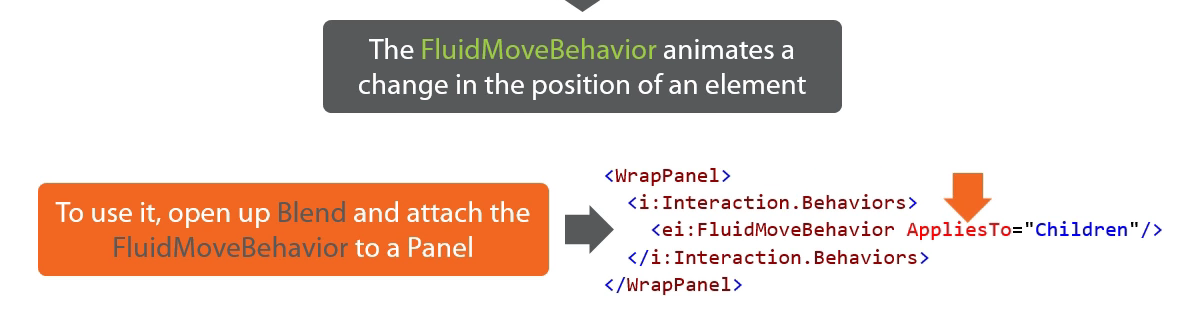 The FluidMoveBehavior animates a
change in the position of an element
To use it, open up Blend and attach the
FluidMoveBehavior to a Panel
<WrapPanel>
<i:Interaction.Behaviors>
<ei:FluidMoveBehavior AppliesTo="Children"/>
</i:Interaction.Behaviors>
</WrapPanel>